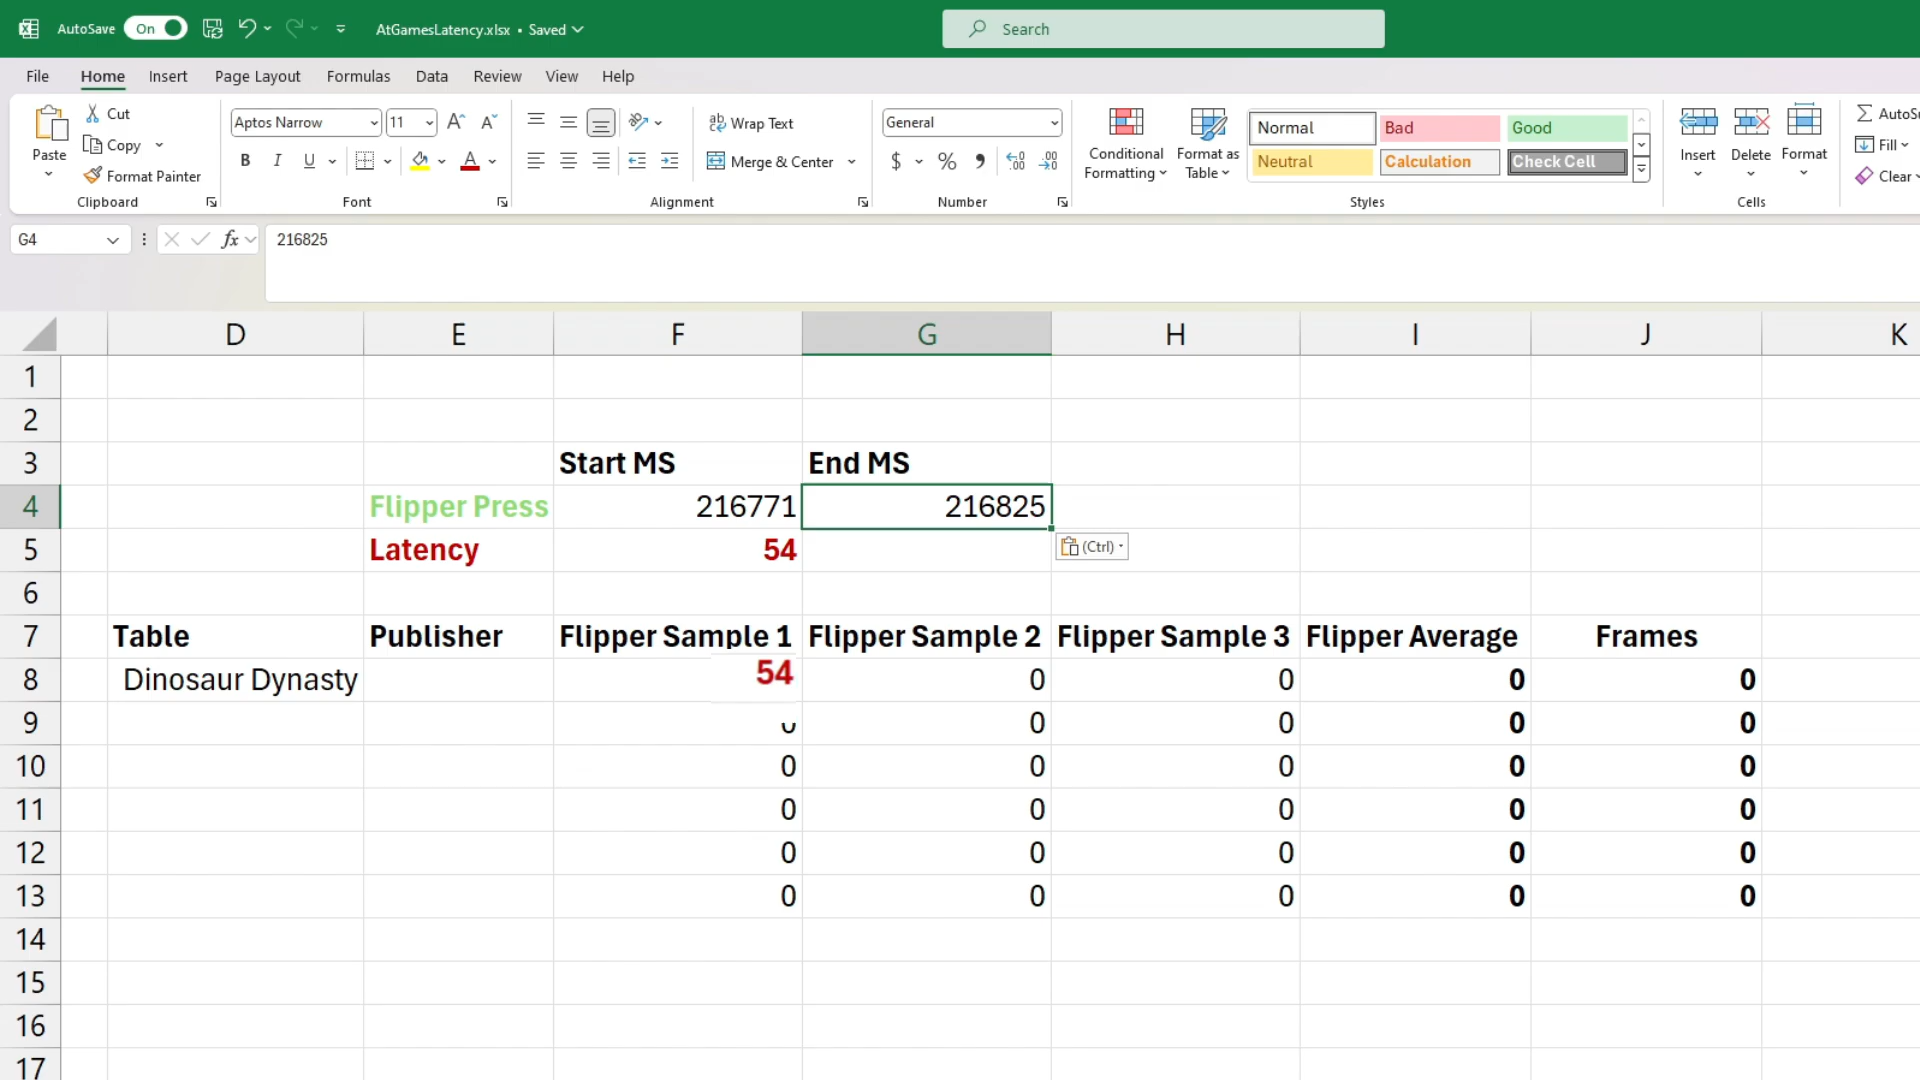 AutoSave On AtGamesLatency.xlsx • Saved Search
File Home Insert Page Layout Formulas Data Review View Help
Paste Cut Copy Format Painter Clipboard
Aptos Narrow 11 B I U A Font
Wrap Text Merge & Center Alignment
General $ % Number
Conditional Formatting Format as Table
Normal Bad Good
Neutral Calculation Check Cell
Styles
Insert Delete Format Cells
Fill Clear
G4 fx 216825
D E F G H I J K
1
2
3 Start MS End MS
4 Flipper Press 216771 216825
5 Latency 54 (Ctrl)
6
7 Table Publisher Flipper Sample 1 Flipper Sample 2 Flipper Sample 3 Flipper Average Frames
8 Dinosaur Dynasty 54 0 0 0 0
9 0 0 0 0
10 0 0 0 0 0
11 0 0 0 0 0
12 0 0 0 0 0
13 0 0 0 0 0
14
15
16
17